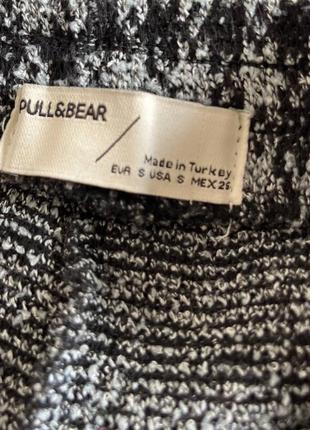 PULL&BEAR
Made in Turkey
EUR S USA S MEX 26